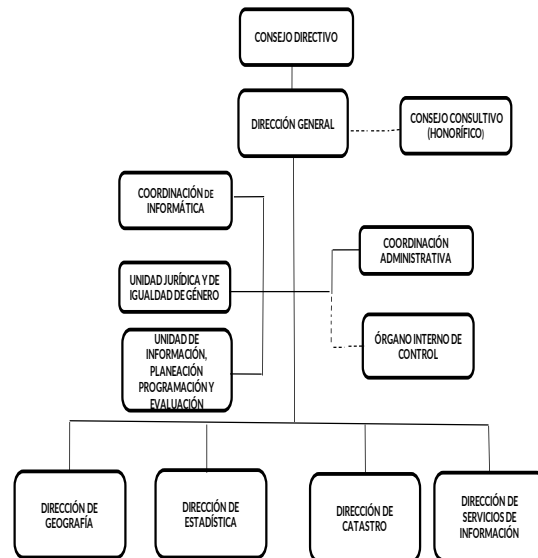 CONSEJO DIRECTIVO
DIRECCIÓN GENERAL
CONSEJO CONSULTIVO
(HONORÍFICO)
COORDINACIÓN DE
INFORMÁTICA
COORDINACIÓN
ADMINISTRATIVA
UNIDAD JURÍDICA Y DE
IGUALDAD DE GÉNERO
UNIDAD DE
INFORMACIÓN,
PLANEACIÓN
PROGRAMACIÓN Y
EVALUACIÓN
ÓRGANO INTERNO DE
CONTROL
DIRECCIÓN DE
GEOGRAFÍA
DIRECCIÓN DE
ESTADÍSTICA
DIRECCIÓN DE
CATASTRO
DIRECCIÓN DE
SERVICIOS DE
INFORMACIÓN